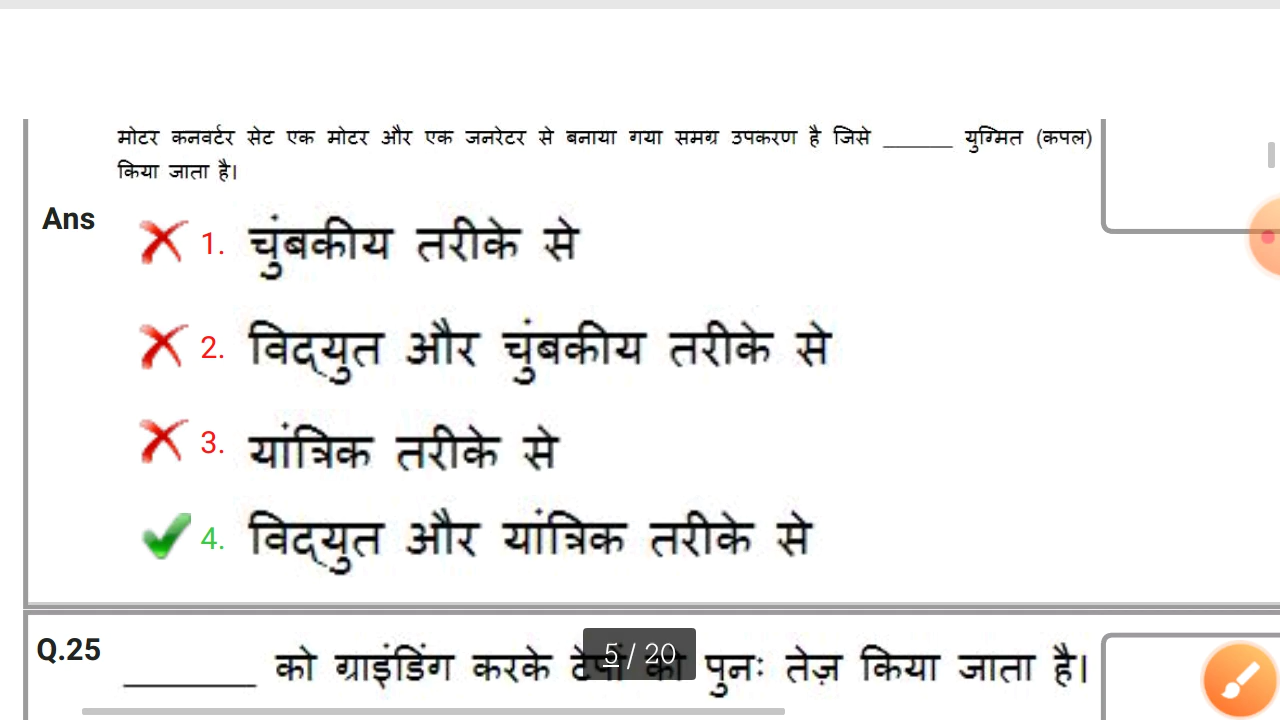 मोटर कनवर्टर सेट एक मोटर और एक जनरेटर से बनाया गया समग्र उपकरण है जिसे _______ युग्मित (कपल)
किया जाता है।
Ans
1. चुंबकीय तरीके से
2. विद्युत और चुंबकीय तरीके से
3. यांत्रिक तरीके से
4. विद्युत और यांत्रिक तरीके से
Q.25 _______ को ग्राइंडिंग करके पुनः तेज़ किया जाता है।
5 / 20